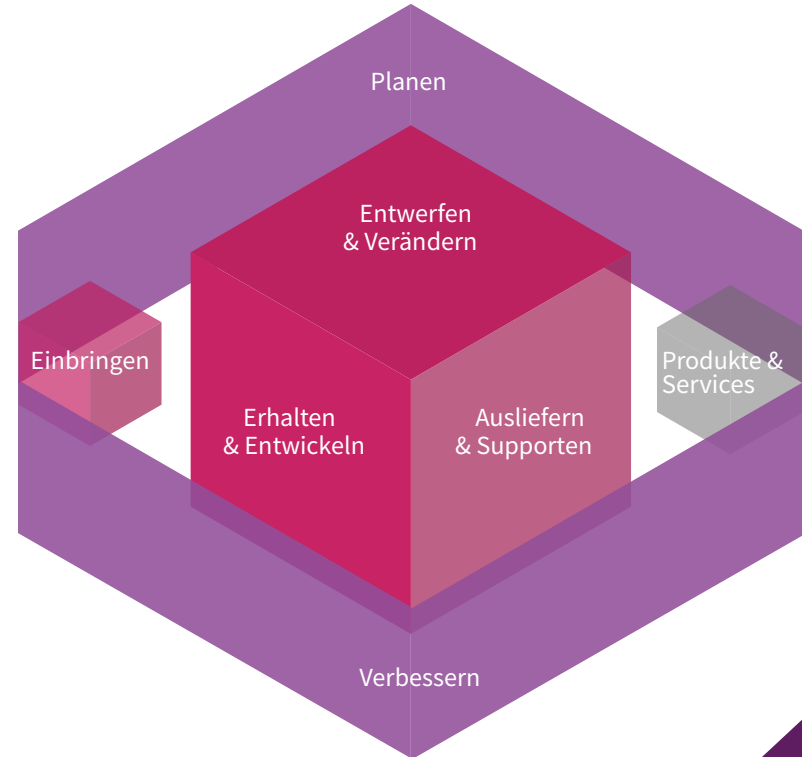 Planen
Entwerfen
& Verändern
Einbringen
Produkte &
Services
Erhalten
& Entwickeln
Ausliefern
& Supporten
Verbessern